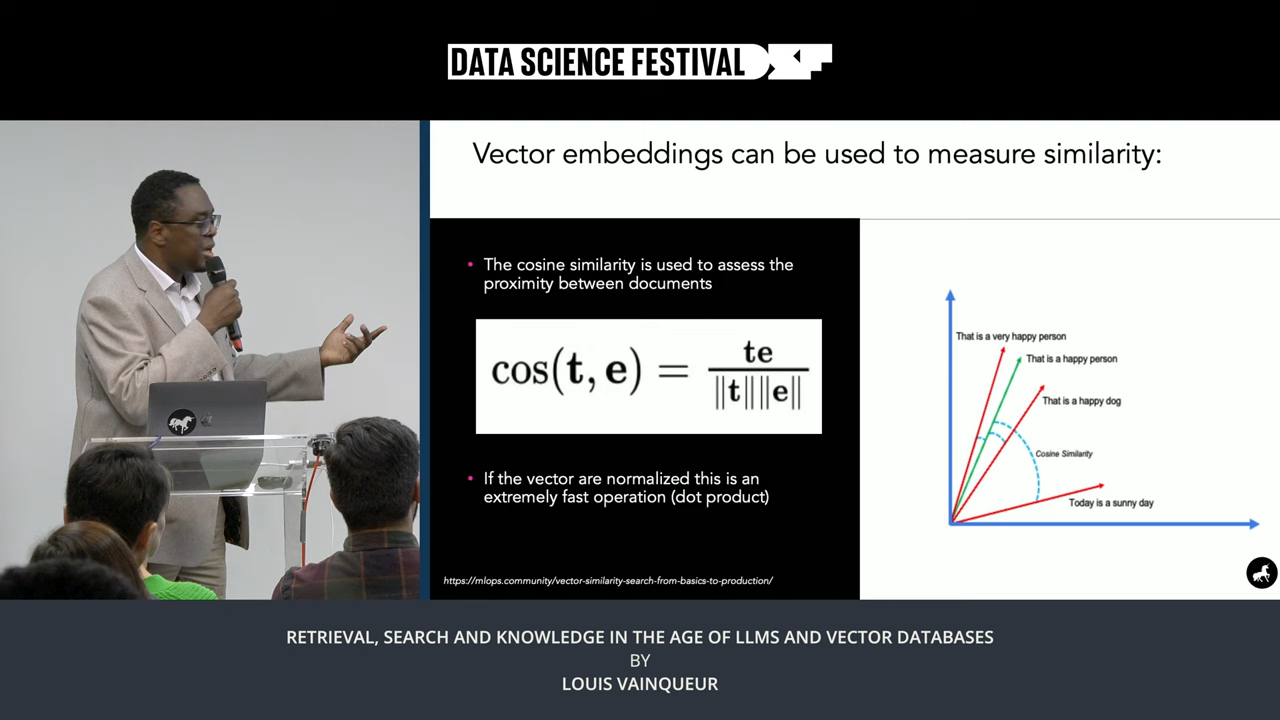 DATA SCIENCE FESTIVAL
Vector embeddings can be used to measure similarity:
• The cosine similarity is used to assess the
proximity between documents
cos(t, e) = te / ‖t‖‖e‖
• If the vector are normalized this is an
extremely fast operation (dot product)
https://mlops.community/vector-similarity-search-from-basics-to-production/
That is a very happy person
That is a happy person
That is a happy dog
Cosine Similarity
Today is a sunny day
RETRIEVAL, SEARCH AND KNOWLEDGE IN THE AGE OF LLMS AND VECTOR DATABASES
BY
LOUIS VAINQUEUR